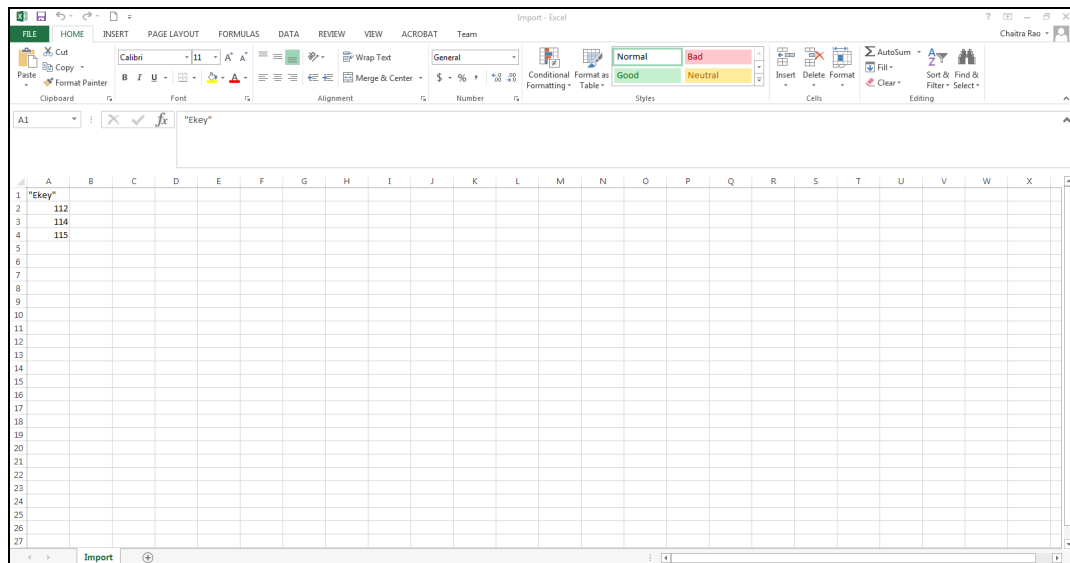 Import - Excel
FILE HOME INSERT PAGE LAYOUT FORMULAS DATA REVIEW VIEW ACROBAT Team Chaitra Rao
Cut
Copy
Format Painter
Paste
Clipboard
Calibri 11
B I U
Font
Wrap Text
Merge & Center
Alignment
General
$ % ,
Number
Conditional Formatting
Format as Table
Normal Bad
Good Neutral
Styles
Insert Delete Format
Cells
AutoSum
Fill
Clear
Sort & Filter
Find & Select
Editing
A1 fx "Ekey"
A B C D E F G H I J K L M N O P Q R S T U V W X
1 "Ekey"
2 112
3 114
4 115
5
6
7
8
9
10
11
12
13
14
15
16
17
18
19
20
21
22
23
24
25
26
27
Import